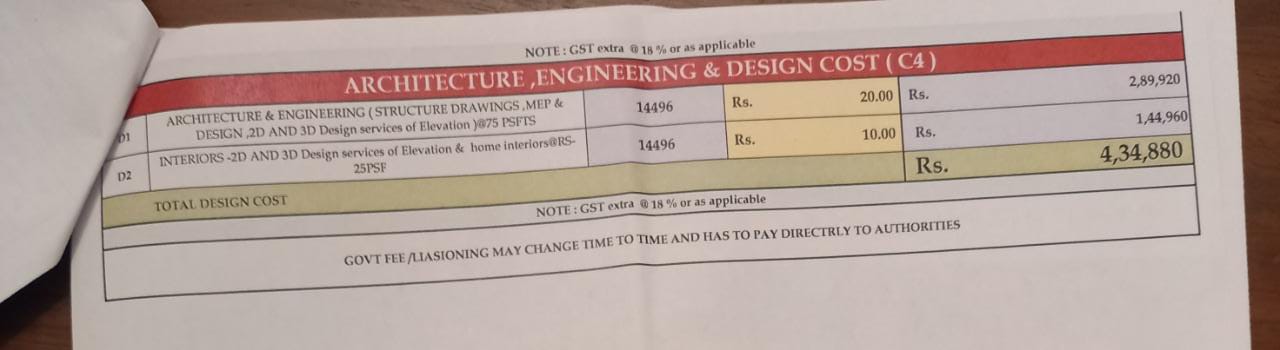 NOTE : GST extra @ 18 % or as applicable
ARCHITECTURE ,ENGINEERING & DESIGN COST ( C4 )
D1 ARCHITECTURE & ENGINEERING ( STRUCTURE DRAWINGS ,MEP & 14496 Rs. 20.00 Rs. 2,89,920
DESIGN ,2D AND 3D Design services of Elevation )@75 PSFTS
D2 INTERIORS -2D AND 3D Design services of Elevation & home interiors@RS- 14496 Rs. 10.00 Rs. 1,44,960
25PSF
TOTAL DESIGN COST Rs. 4,34,880
NOTE : GST extra @ 18 % or as applicable
GOVT FEE /LIASIONING MAY CHANGE TIME TO TIME AND HAS TO PAY DIRECTRLY TO AUTHORITIES